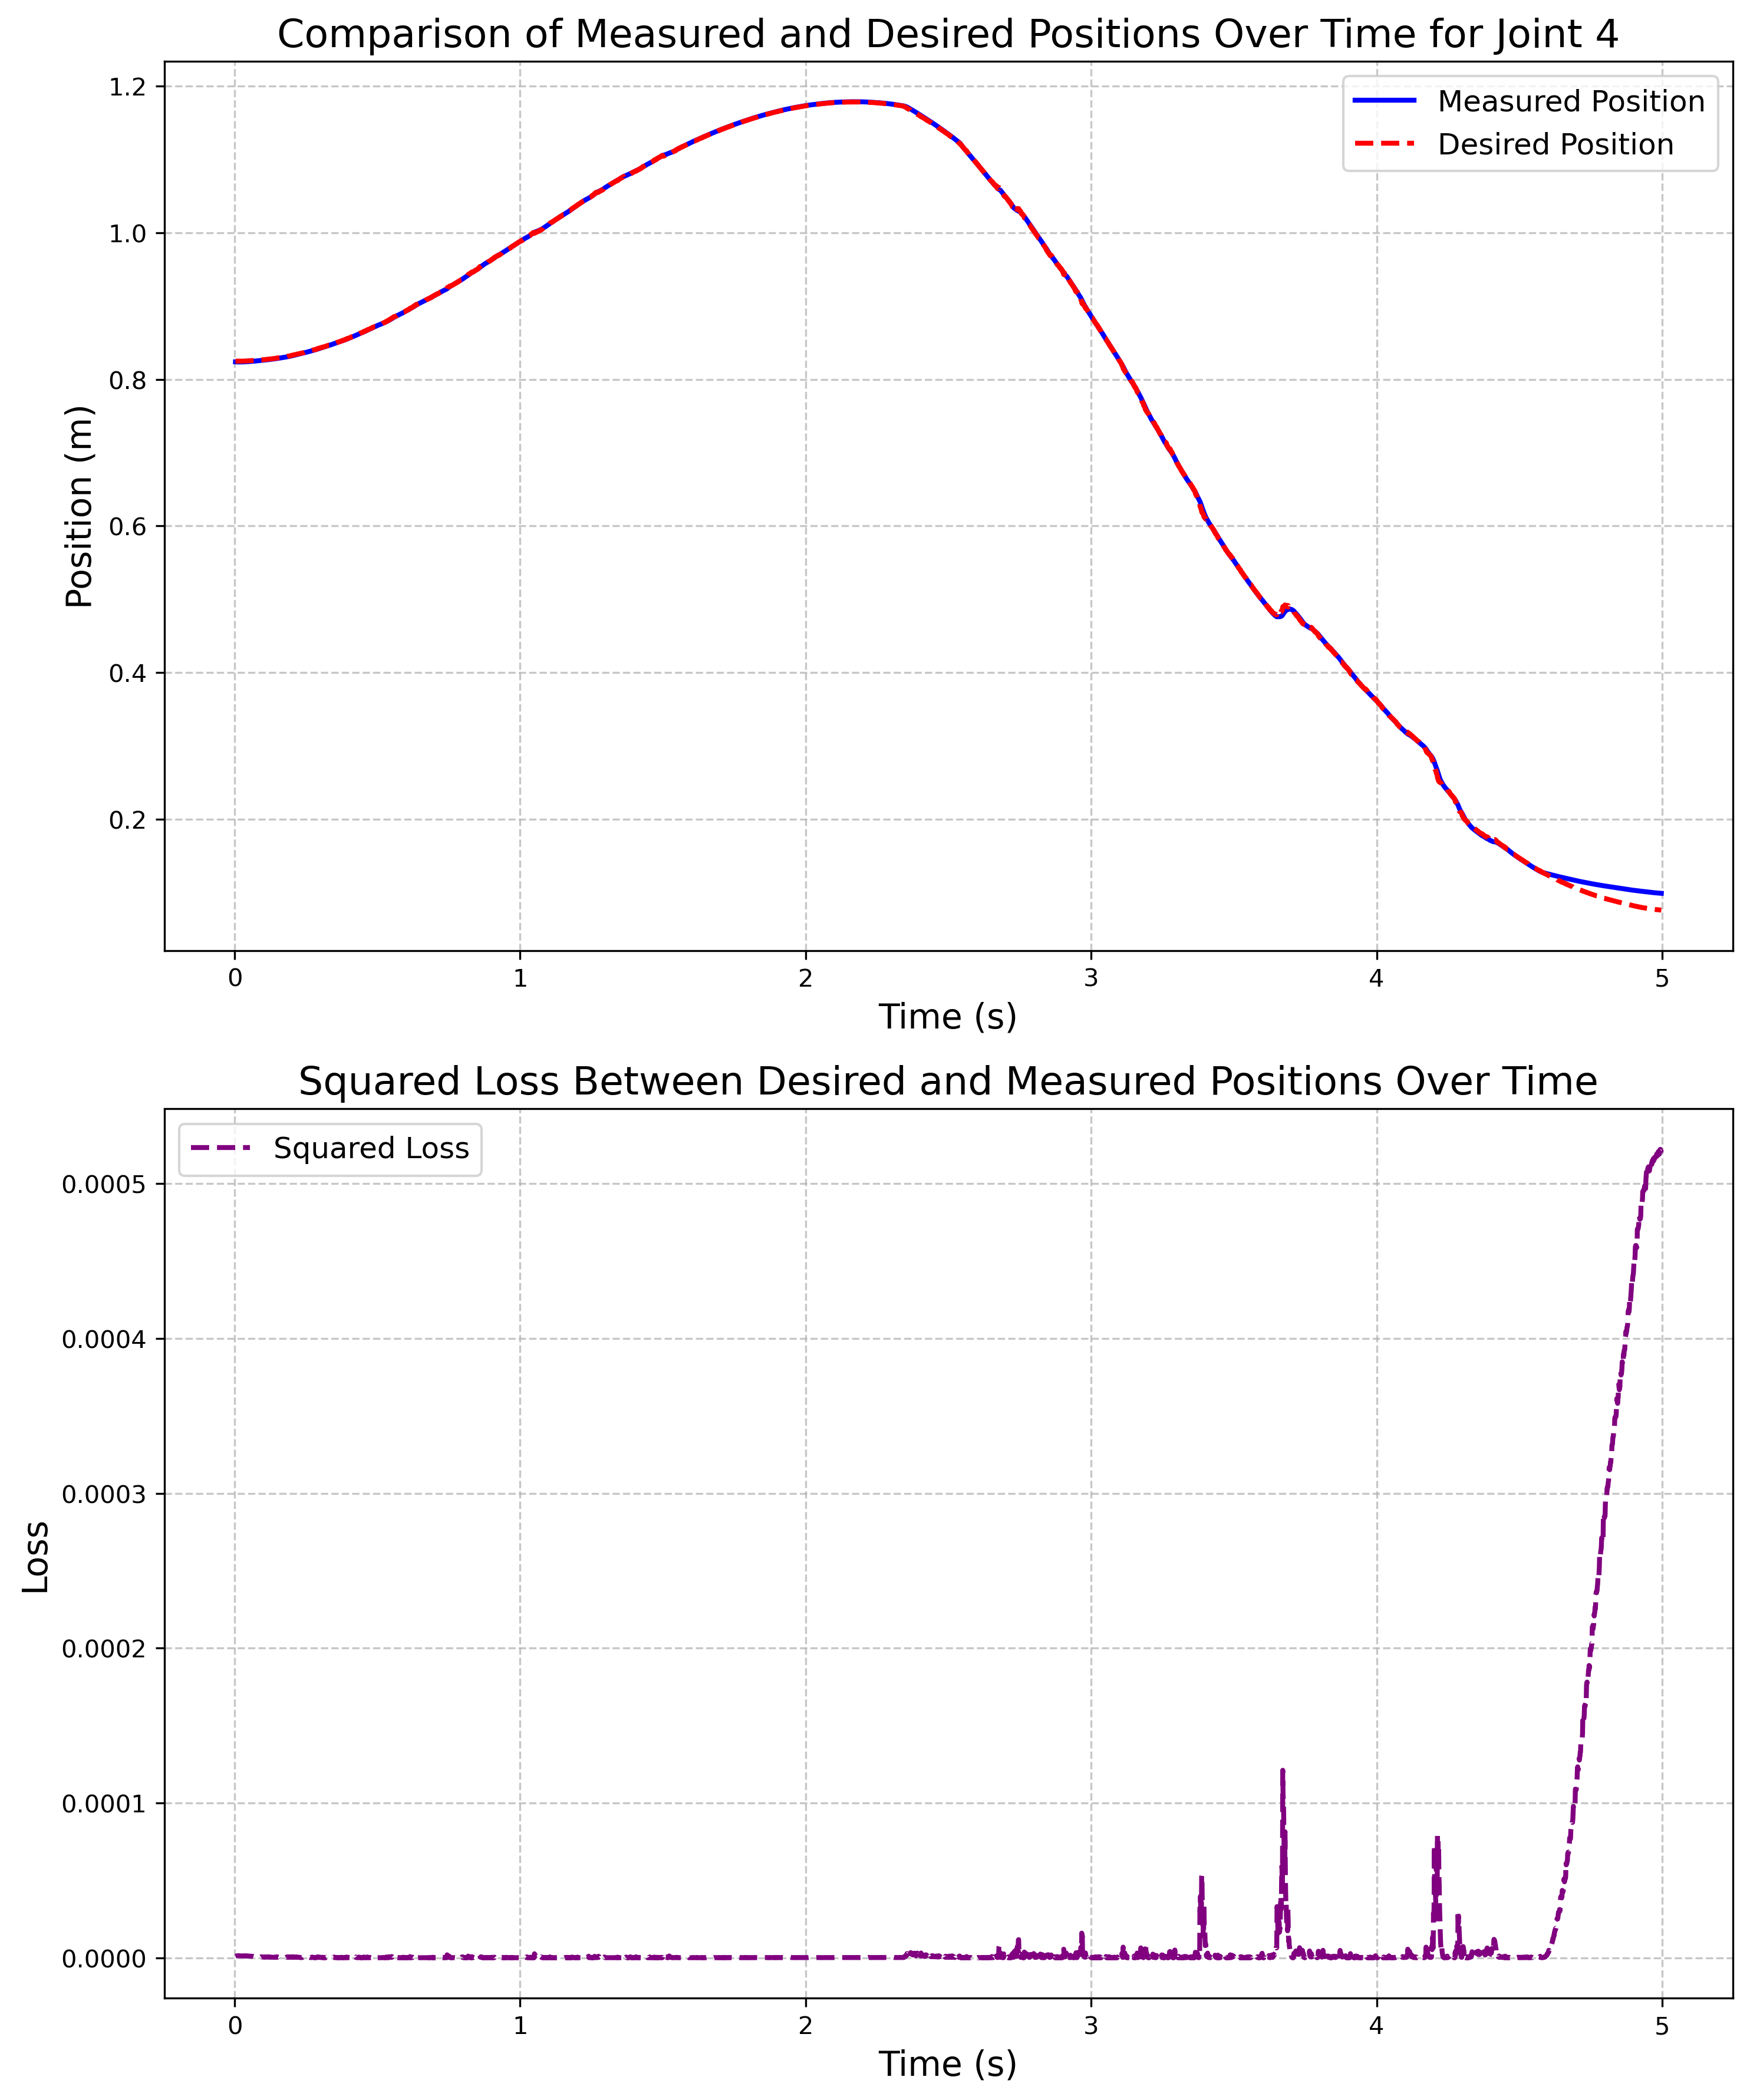 Comparison of Measured and Desired Positions Over Time for Joint 4
Measured Position
Desired Position
Position (m)
1.2
1.0
0.8
0.6
0.4
0.2
0 1 2 3 4 5
Time (s)
Squared Loss Between Desired and Measured Positions Over Time
Squared Loss
Loss
0.0005
0.0004
0.0003
0.0002
0.0001
0.0000
0 1 2 3 4 5
Time (s)